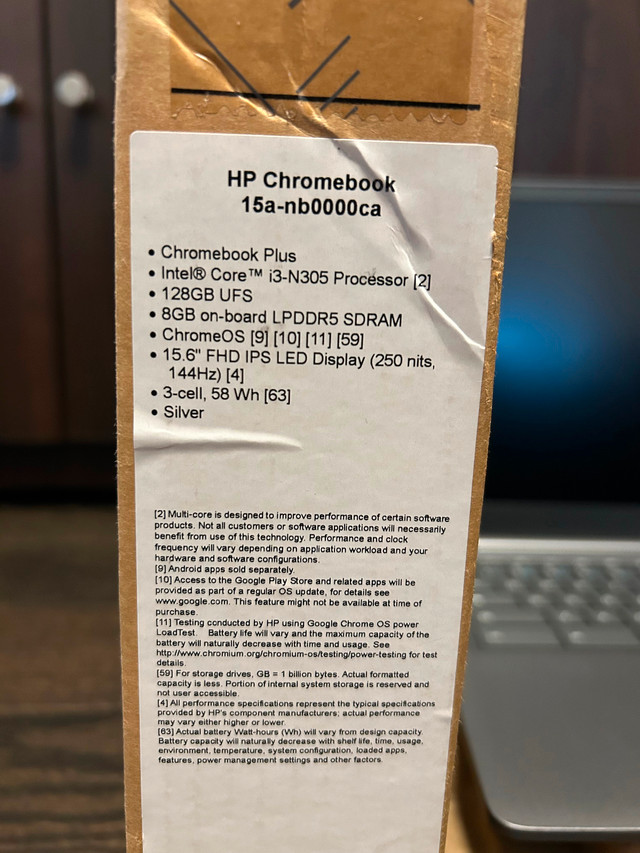 HP Chromebook
15a-nb0000ca
• Chromebook Plus
• Intel® Core™ i3-N305 Processor [2]
• 128GB UFS
• 8GB on-board LPDDR5 SDRAM
• ChromeOS [9] [10] [11] [59]
• 15.6" FHD IPS LED Display (250 nits,
144Hz) [4]
• 3-cell, 58 Wh [63]
• Silver
[2] Multi-core is designed to improve performance of certain software
products. Not all customers or software applications will necessarily
benefit from use of this technology. Performance and clock
frequency will vary depending on application workload and your
hardware and software configurations.
[9] Android apps sold separately.
[10] Access to the Google Play Store and related apps will be
provided as part of a regular OS update, for details see
www.google.com. This feature might not be available at time of
purchase.
[11] Testing conducted by HP using Google Chrome OS power
LoadTest. Battery life will vary and the maximum capacity of the
battery will naturally decrease with time and usage. See
http://www.chromium.org/chromium-os/testing/power-testing for test
details.
[59] For storage drives, GB = 1 billion bytes. Actual formatted
capacity is less. Portion of internal system storage is reserved and
not user accessible.
[4] All performance specifications represent the typical specifications
provided by HP's component manufacturers; actual performance
may vary either higher or lower.
[63] Actual battery Watt-hours (Wh) will vary from design capacity.
Battery capacity will naturally decrease with shelf life, time, usage,
environment, temperature, system configuration, loaded apps,
features, power management settings and other factors.